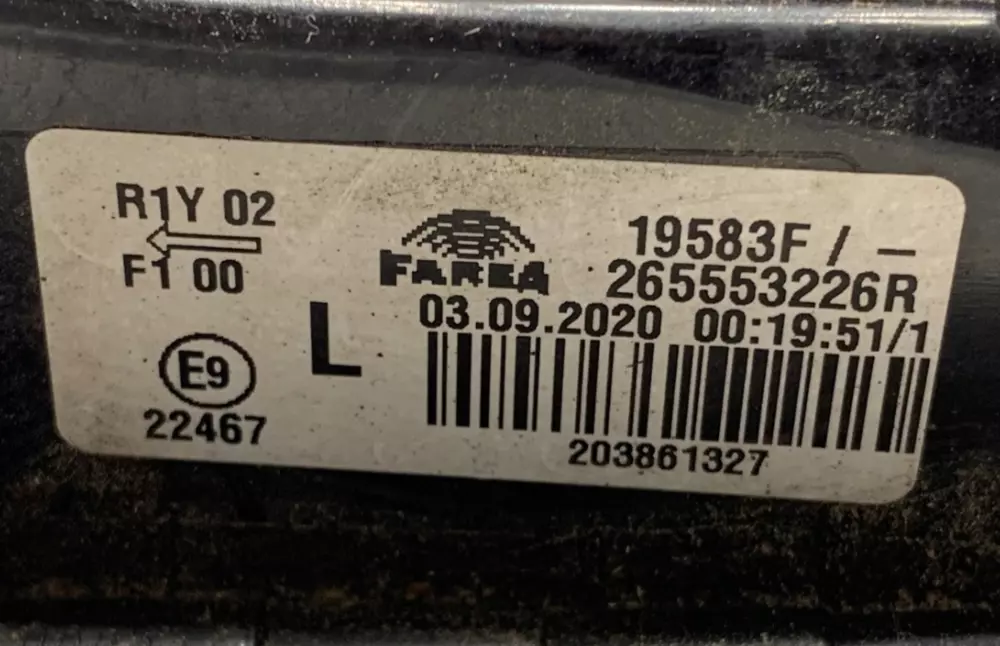 R1Y 02
F1 00
E9
22467
L
FAREA
19583F / -
265553226R
03.09.2020 00:19:51/1
203861327